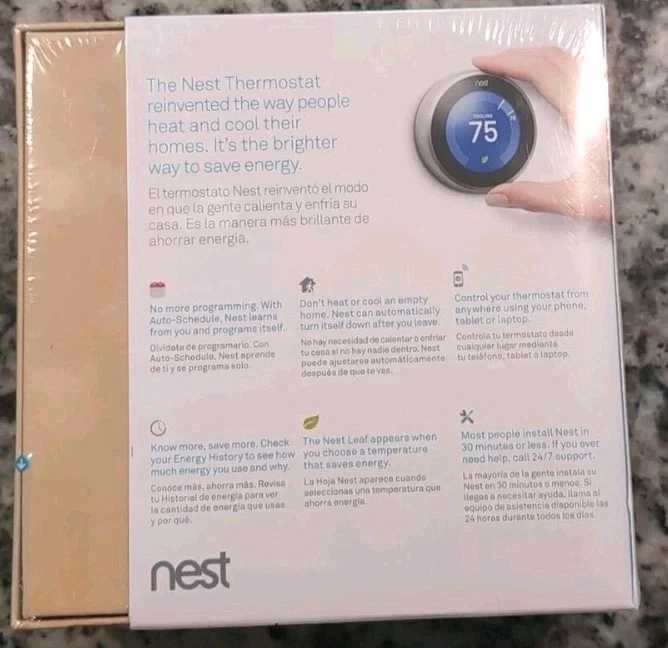 The Nest Thermostat
reinvented the way people
heat and cool their
homes. It's the brighter
way to save energy.
El termostato Nest reinventó el modo
en que la gente calienta y enfría su
casa. Es la manera más brillante de
ahorrar energía.
nest
COOLING
75
No more programming. With
Auto-Schedule, Nest learns
from you and programs itself.
Olvídate de programarlo. Con
Auto-Schedule, Nest aprende
de ti y se programa solo.
Don't heat or cool an empty
home. Nest can automatically
turn itself down after you leave.
No hay necesidad de calentar o enfriar
tu casa si no hay nadie dentro. Nest
puede ajustarse automáticamente
después de que te vas.
Control your thermostat from
anywhere using your phone,
tablet or laptop.
Controla tu termostato desde
cualquier lugar mediante
tu teléfono, tablet o laptop.
Know more, save more. Check
your Energy History to see how
much energy you use and why.
Conoce más, ahorra más. Revisa
tu Historial de energía para ver
la cantidad de energía que usas
y por qué.
The Nest Leaf appears when
you choose a temperature
that saves energy.
La Hoja Nest aparece cuando
seleccionas una temperatura que
ahorra energía.
Most people install Nest in
30 minutes or less. If you ever
need help, call 24/7 support.
La mayoría de la gente instala su
Nest en 30 minutos o menos. Si
llegas a necesitar ayuda, llama al
equipo de asistencia disponible las
24 horas durante todos los días.
nest